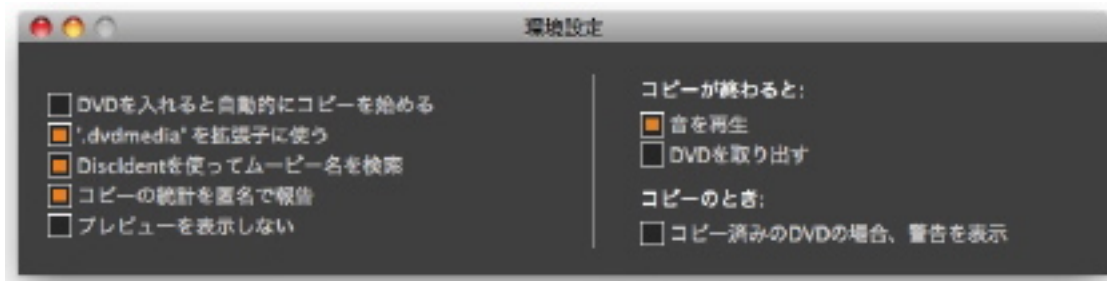 環境設定
DVDを入れると自動的にコピーを始める
'.dvdmedia' を拡張子に使う
DiscIdentを使ってムービー名を検索
コピーの統計を匿名で報告
プレビューを表示しない
コピーが終わると:
音を再生
DVDを取り出す
コピーのとき:
コピー済みのDVDの場合、警告を表示